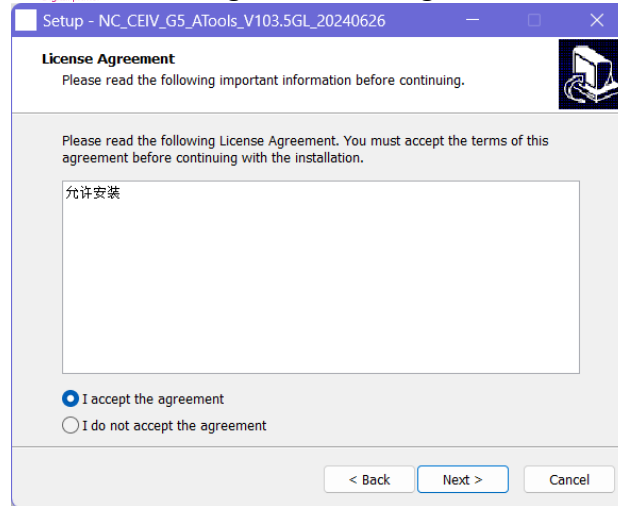 Setup - NC_CEIV_G5_ATools_V103.5GL_20240626
License Agreement
Please read the following important information before continuing.
Please read the following License Agreement. You must accept the terms of this
agreement before continuing with the installation.
允许安装
I accept the agreement
I do not accept the agreement
< Back
Next >
Cancel